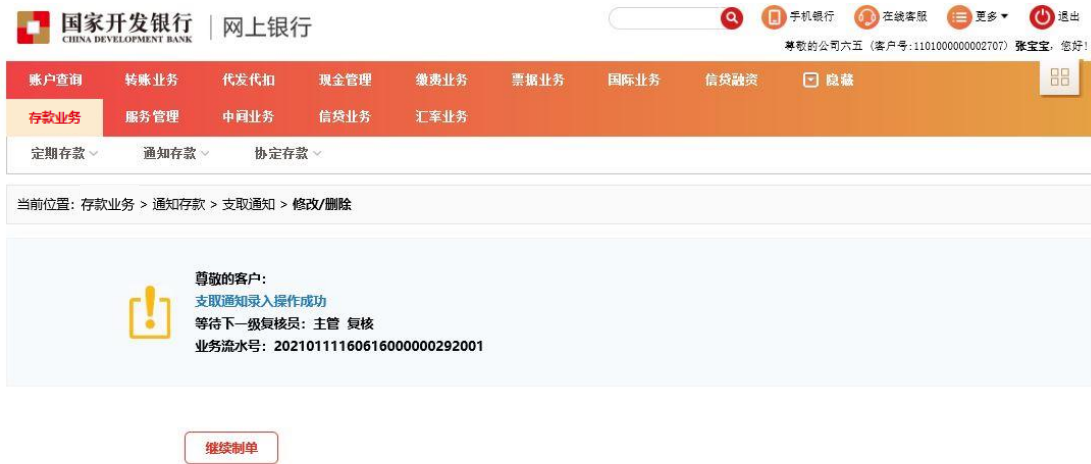 国家开发银行
CHINA DEVELOPMENT BANK
网上银行
手机银行 在线客服 更多 退出
尊敬的公司六五（客户号:1101000000002707）张宝宝，您好!
账户查询 转账业务 代发代扣 现金管理 缴费业务 票据业务 国际业务 信贷融资 隐藏
存款业务 服务管理 中间业务 信贷业务 汇率业务
定期存款 通知存款 协定存款
当前位置: 存款业务 > 通知存款 > 支取通知 > 修改/删除
尊敬的客户:
支取通知录入操作成功
等待下一级复核员: 主管 复核
业务流水号: 20210111160616000000292001
继续制单